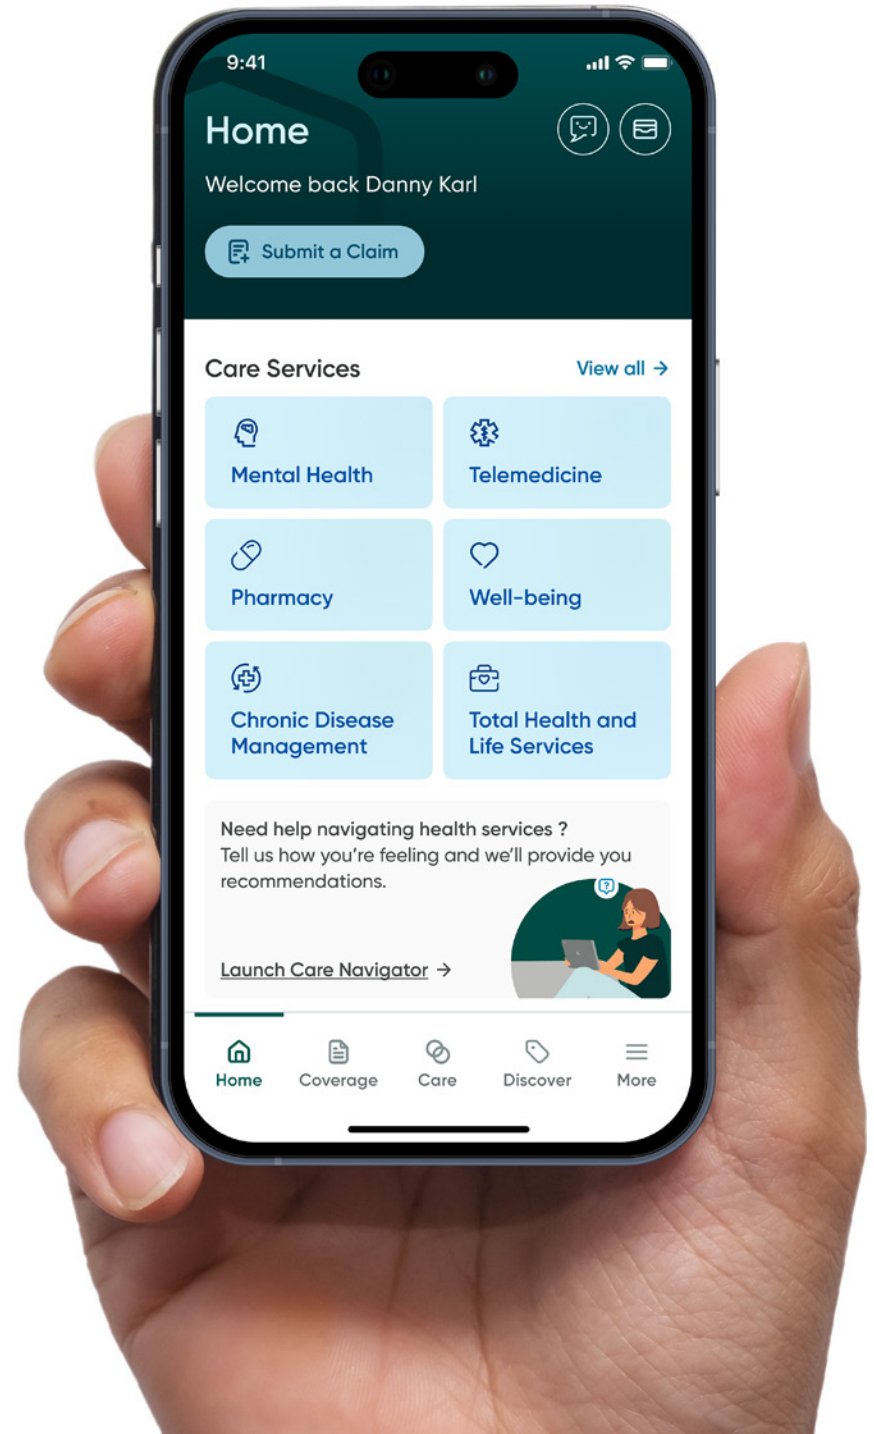 9:41
Home
Welcome back Danny Karl
Submit a Claim
Care Services
View all →
Mental Health
Telemedicine
Pharmacy
Well-being
Chronic Disease
Management
Total Health and
Life Services
Need help navigating health services ?
Tell us how you're feeling and we'll provide you
recommendations.
?
Launch Care Navigator →
Home
Coverage
Care
Discover
More